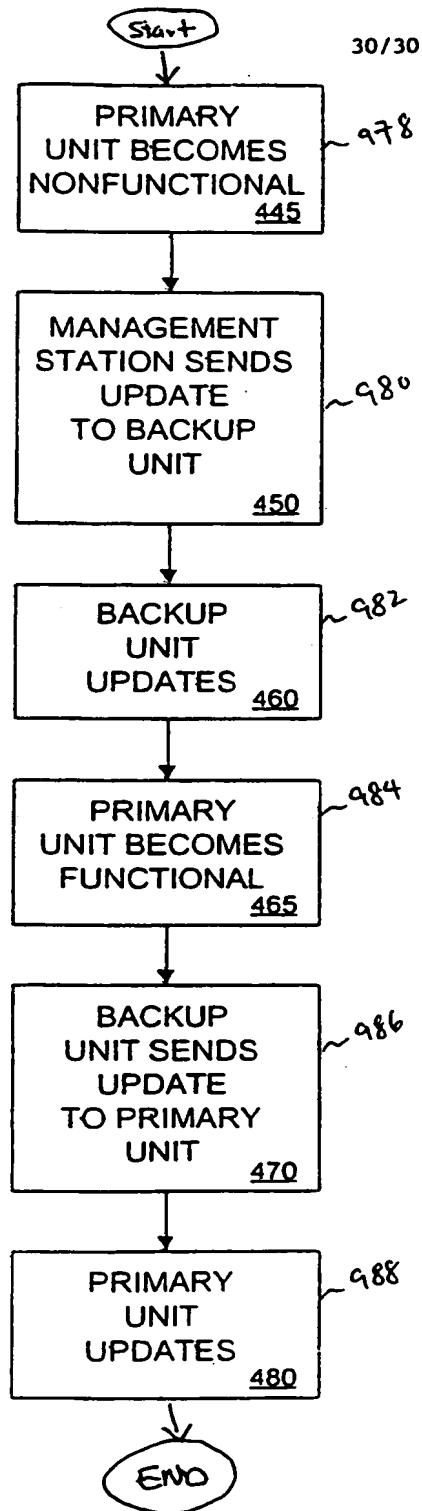 Start
30/30
PRIMARY
UNIT BECOMES
NONFUNCTIONAL
445
978
MANAGEMENT
STATION SENDS
UPDATE
TO BACKUP
UNIT
450
980
BACKUP
UNIT
UPDATES
460
982
PRIMARY
UNIT BECOMES
FUNCTIONAL
465
984
BACKUP
UNIT SENDS
UPDATE
TO PRIMARY
UNIT
470
986
PRIMARY
UNIT
UPDATES
480
988
END